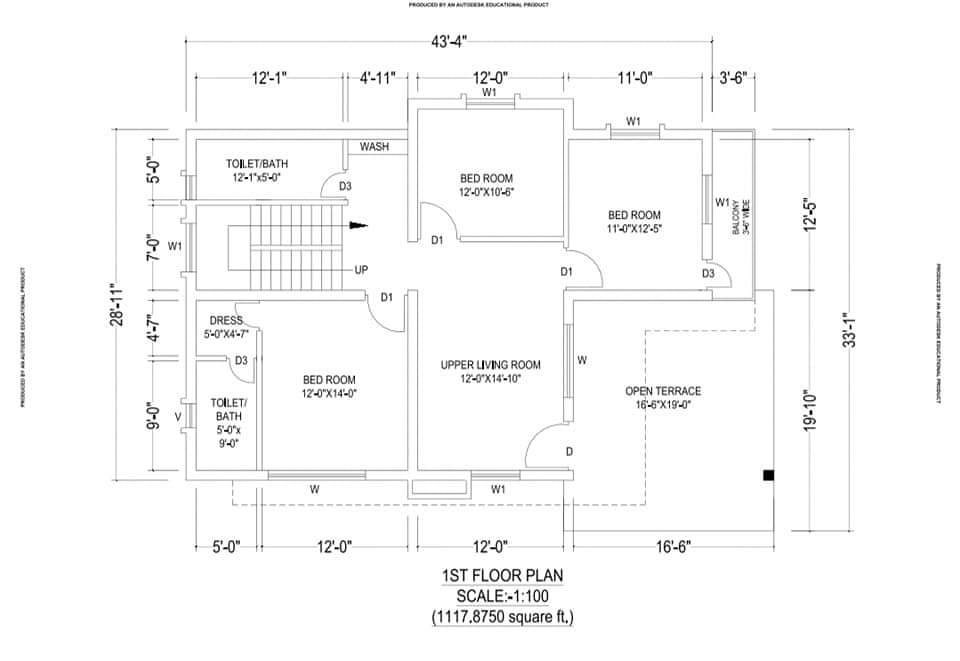 PRODUCED BY AN AUTODESK EDUCATIONAL PRODUCT
43'-4"
12'-1"
4'-11"
12'-0"
11'-0"
3'-6"
W1
W1
5'-0"
TOILET/BATH
12'-1"x5'-0"
WASH
D3
BED ROOM
12'-0"X10'-6"
BED ROOM
11'-0"X12'-5"
W1
BALCONY
3'-6" WIDE
12'-5"
7'-0"
W1
UP
D1
D1
D3
D1
28'-11"
33'-1"
4'-7"
DRESS
5'-0"X4'-7"
D3
BED ROOM
12'-0"X14'-0"
UPPER LIVING ROOM
12'-0"X14'-10"
W
OPEN TERRACE
16'-6"X19'-0"
19'-10"
9'-0"
V
TOILET/
BATH
5'-0"x
9'-0"
D
W
W1
5'-0"
12'-0"
12'-0"
16'-6"
PRODUCED BY AN AUTODESK EDUCATIONAL PRODUCT
PRODUCED BY AN AUTODESK EDUCATIONAL PRODUCT
1ST FLOOR PLAN
SCALE:-1:100
(1117.8750 square ft.)